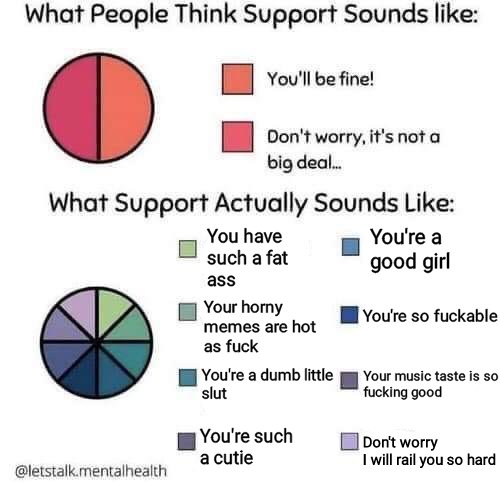 What People Think Support Sounds like:
You'll be fine!
Don't worry, it's not a
big deal...
What Support Actually Sounds Like:
You have
such a fat
ass
You're a
good girl
Your horny
memes are hot
as fuck
You're so fuckable
You're a dumb little
slut
Your music taste is so
fucking good
You're such
a cutie
Don't worry
I will rail you so hard
@letstalk.mentalhealth